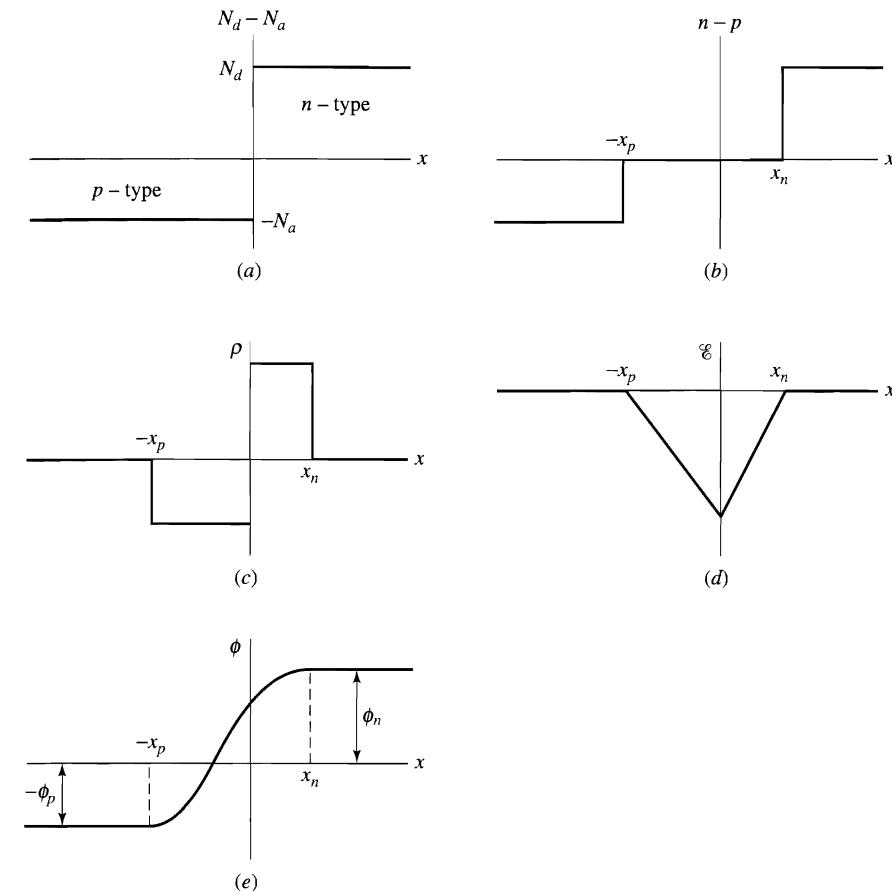 N_d − N_a
N_d
n − type
x
p − type
−N_a
(a)
n − p
−x_p
x_n
x
(b)
ρ
−x_p
x_n
x
(c)
ℰ
−x_p
x_n
x
(d)
ϕ
−x_p
x_n
x
ϕ_n
−ϕ_p
(e)